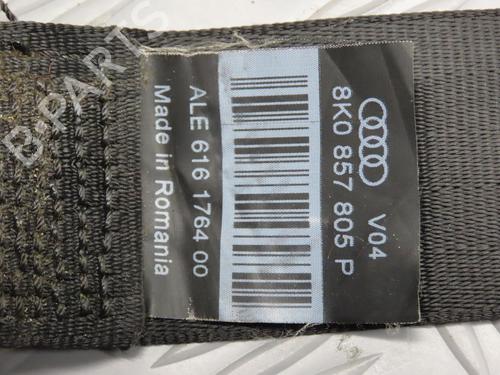 V04
8K0 857 805 P
ALE 616 1764 00
Made in Romania
B-PARTS